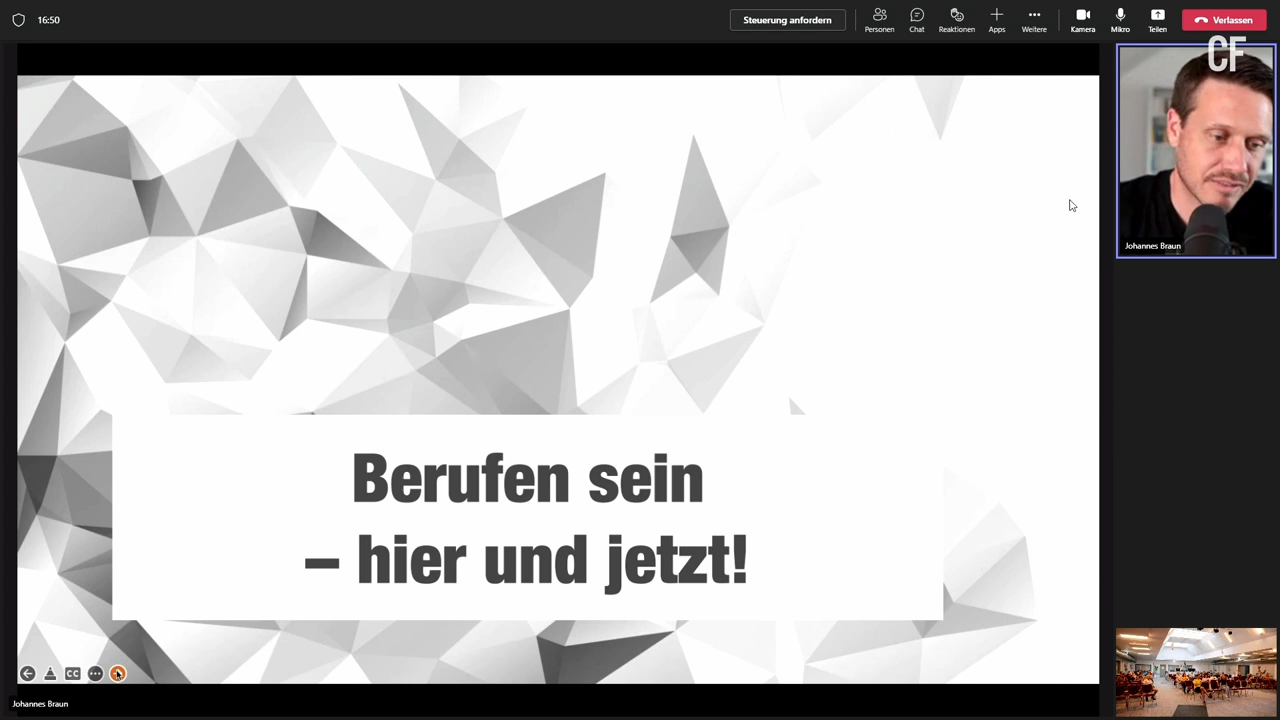 16:50
Steuerung anfordern
Personen
Chat
Reaktionen
Apps
Weitere
Kamera
Mikro
Teilen
Verlassen
CF
Johannes Braun
Berufen sein
– hier und jetzt!
CC
Johannes Braun